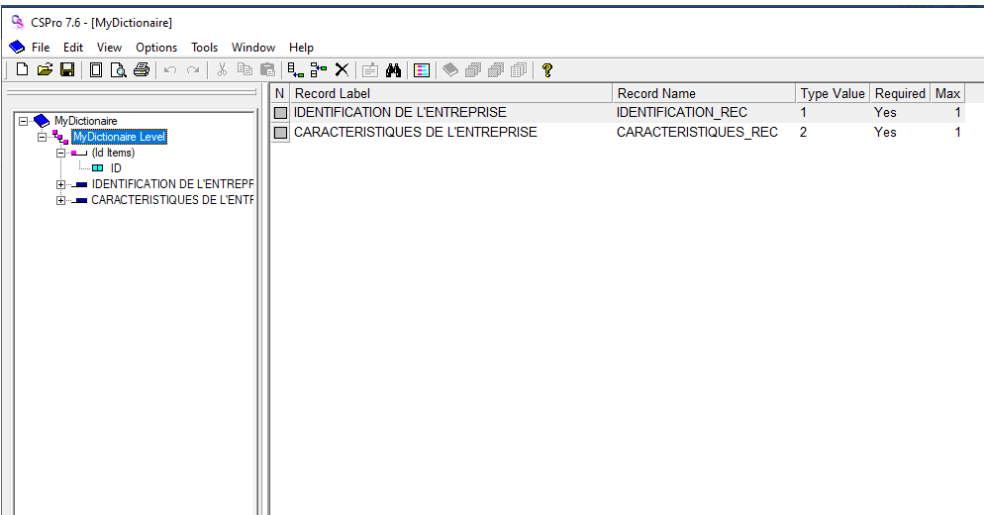 CSPro 7.6 - [MyDictionaire]
File Edit View Options Tools Window Help
N Record Label Record Name Type Value Required Max
IDENTIFICATION DE L'ENTREPRISE IDENTIFICATION_REC 1 Yes 1
CARACTERISTIQUES DE L'ENTREPRISE CARACTERISTIQUES_REC 2 Yes 1
MyDictionaire
MyDictionaire Level
(Id Items)
ID
IDENTIFICATION DE L'ENTREPF
CARACTERISTIQUES DE L'ENTF